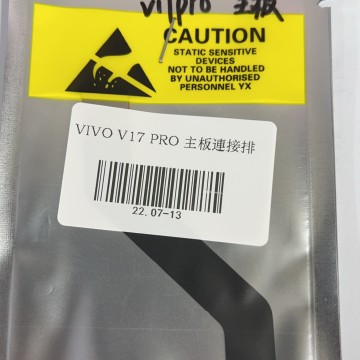 V17pro 主板
CAUTION
STATIC SENSITIVE
DEVICES
NOT TO BE HANDLED
BY UNAUTHORISED
PERSONNEL YX
VIVO V17 PRO 主板連接排
22.07-13